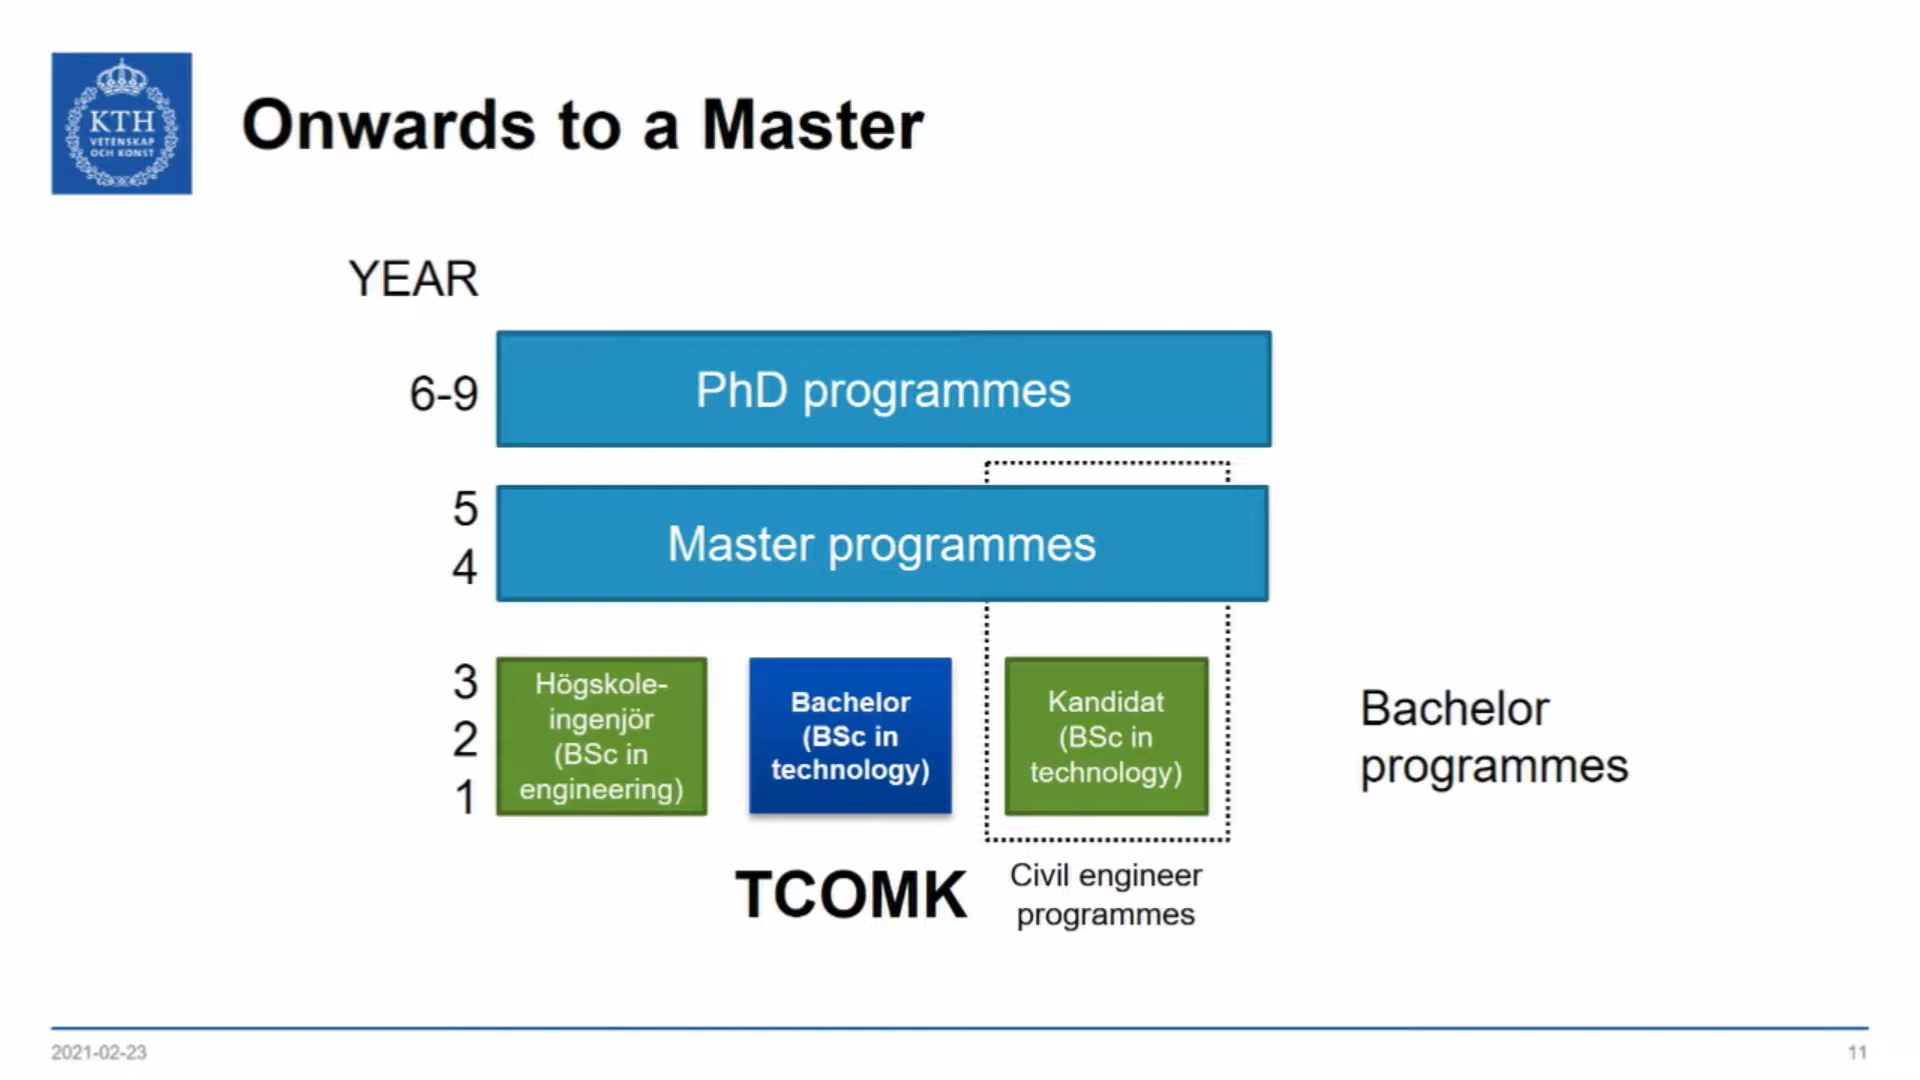 KTH
VETENSKAP
OCH KONST
Onwards to a Master
YEAR
6-9
PhD programmes
5
4
Master programmes
3
2
1
Högskole-
ingenjör
(BSc in
engineering)
Bachelor
(BSc in
technology)
Kandidat
(BSc in
technology)
Bachelor
programmes
TCOMK
Civil engineer
programmes
2021-02-23
11